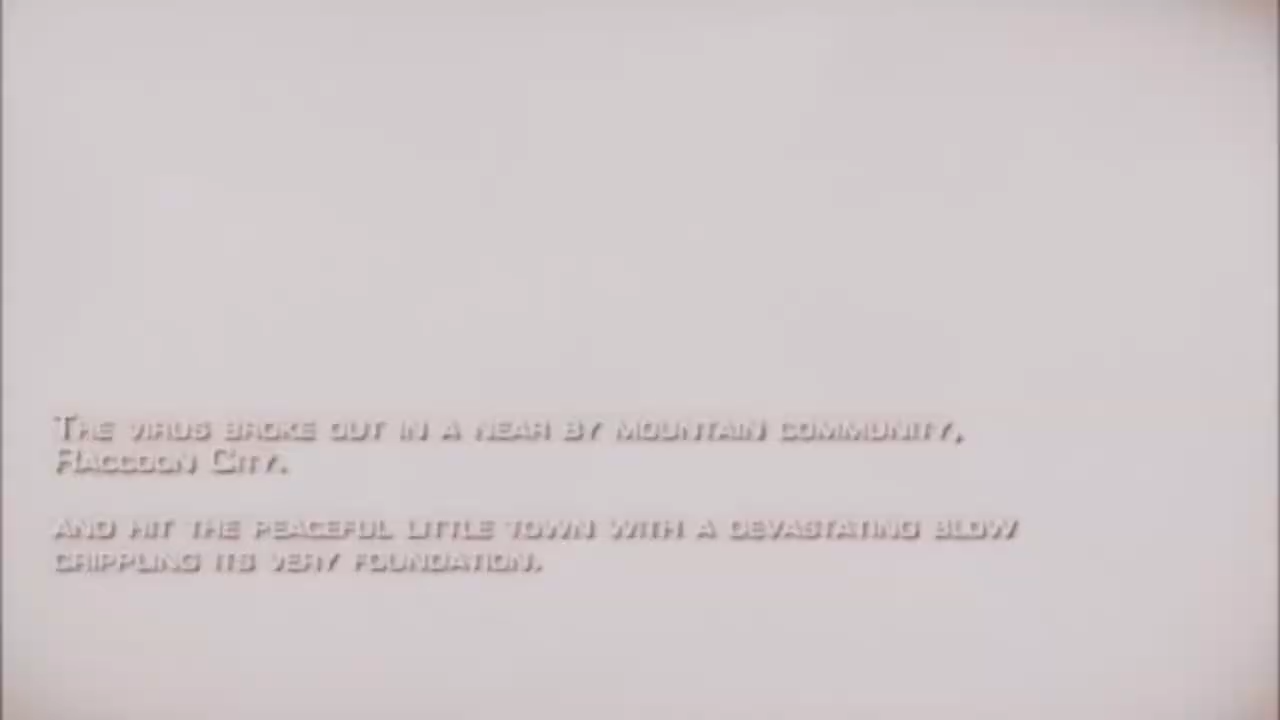 The virus broke out in a near by mountain community,
Raccoon City.
and hit the peaceful little town with a devastating blow
crippling its very foundation.